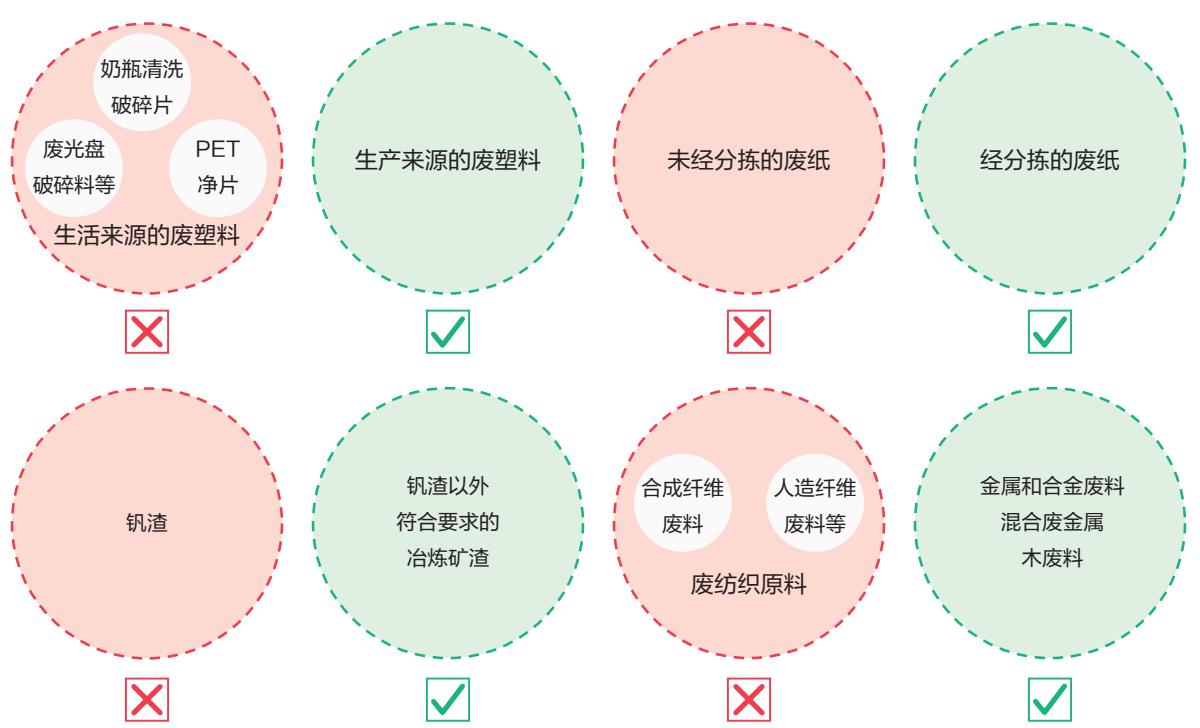 奶瓶清洗
破碎片
废光盘
破碎料等
PET
净片
生活来源的废塑料
生产来源的废塑料
未经分拣的废纸
经分拣的废纸
钒渣
钒渣以外
符合要求的
冶炼矿渣
合成纤维
废料
人造纤维
废料等
废纺织原料
金属和合金废料
混合废金属
木废料